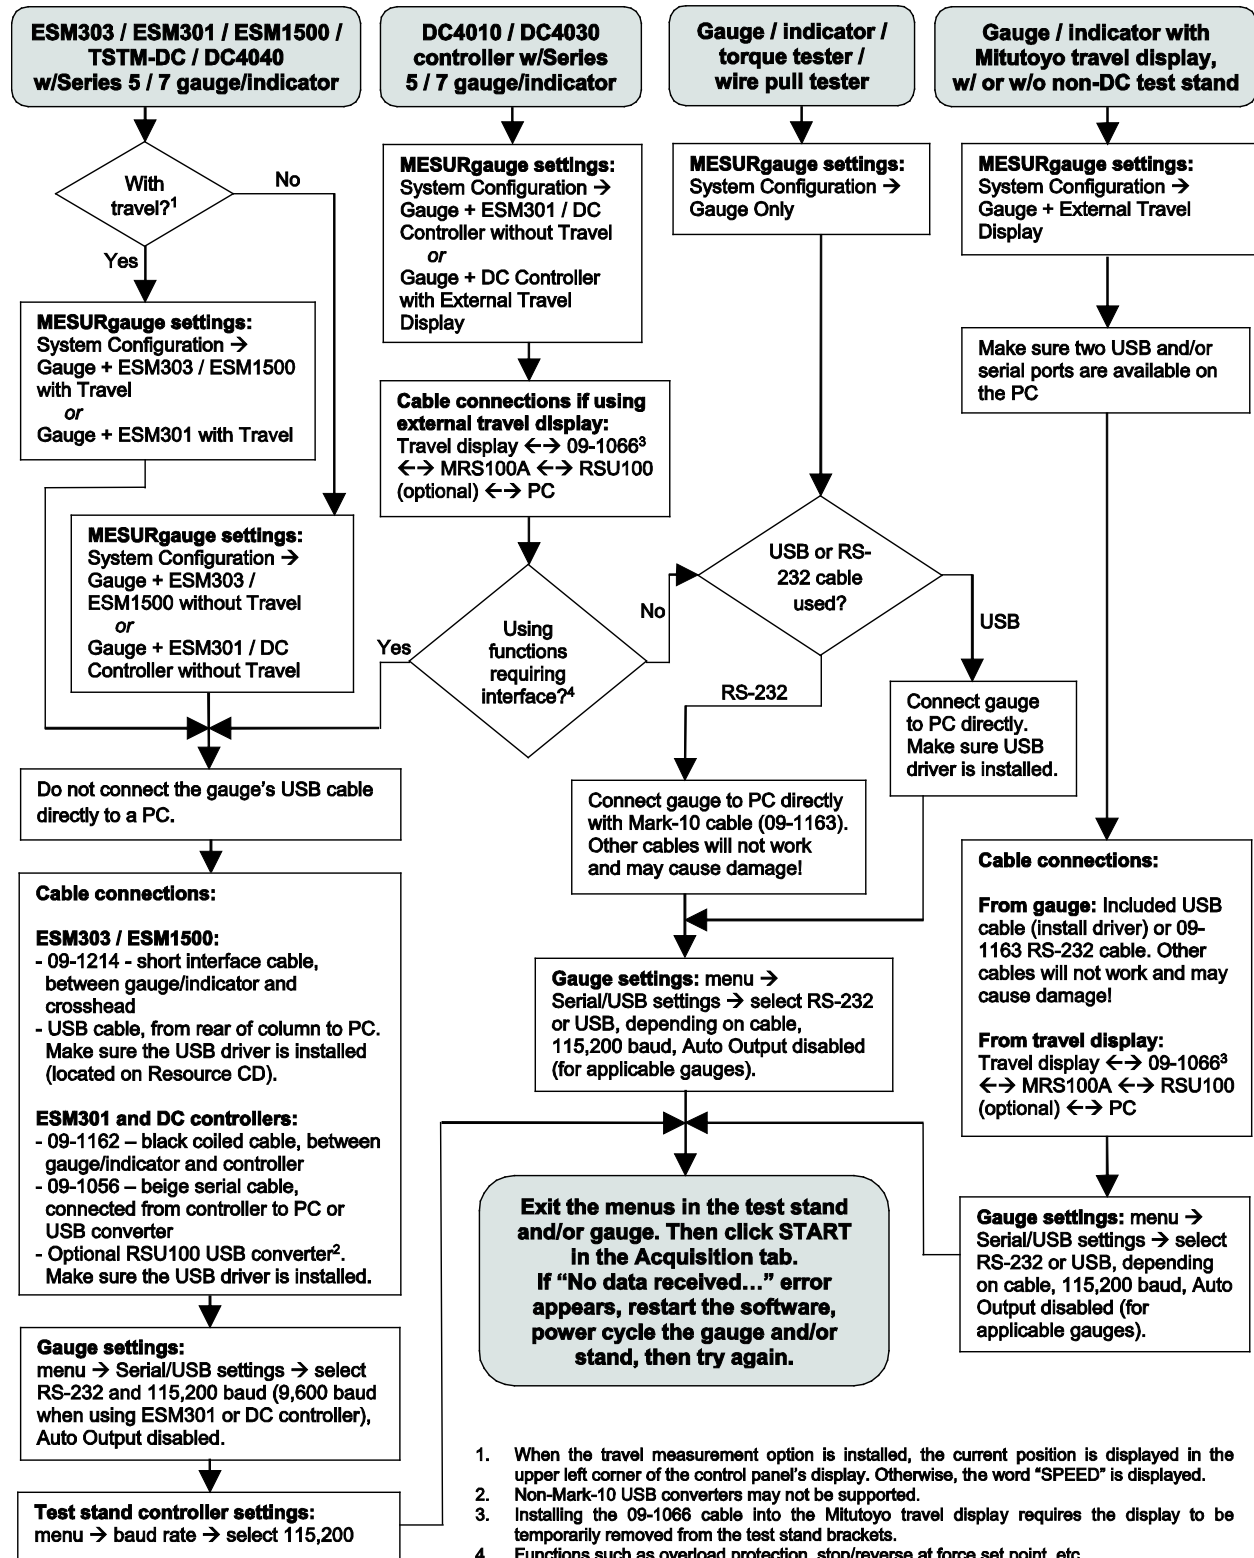 ESM303 / ESM301 / ESM1500 /
TSTM-DC / DC4040
w/Series 5 / 7 gauge/indicator
With
travel?¹
No
Yes
MESURgauge settings:
System Configuration →
Gauge + ESM303 / ESM1500
with Travel
or
Gauge + ESM301 with Travel
MESURgauge settings:
System Configuration →
Gauge + ESM303 /
ESM1500 without Travel
or
Gauge + ESM301 / DC
Controller without Travel
Do not connect the gauge's USB cable
directly to a PC.
Cable connections:
ESM303 / ESM1500:
- 09-1214 - short interface cable,
between gauge/indicator and
crosshead
- USB cable, from rear of column to PC.
Make sure the USB driver is installed
(located on Resource CD).
ESM301 and DC controllers:
- 09-1162 – black coiled cable, between
gauge/indicator and controller
- 09-1056 – beige serial cable,
connected from controller to PC or
USB converter
- Optional RSU100 USB converter².
Make sure the USB driver is installed.
Gauge settings:
menu → Serial/USB settings → select
RS-232 and 115,200 baud (9,600 baud
when using ESM301 or DC controller),
Auto Output disabled.
Test stand controller settings:
menu → baud rate → select 115,200
DC4010 / DC4030
controller w/Series
5 / 7 gauge/indicator
MESURgauge settings:
System Configuration →
Gauge + ESM301 / DC
Controller without Travel
or
Gauge + DC Controller
with External Travel
Display
Cable connections if using
external travel display:
Travel display ←→ 09-1066³
←→ MRS100A ←→ RSU100
(optional) ←→ PC
Using
functions
requiring
interface?⁴
Yes
No
Gauge / indicator /
torque tester /
wire pull tester
MESURgauge settings:
System Configuration →
Gauge Only
USB or RS-
232 cable
used?
USB
RS-232
Connect gauge
to PC directly.
Make sure USB
driver is installed.
Connect gauge to PC directly
with Mark-10 cable (09-1163).
Other cables will not work
and may cause damage!
Gauge settings: menu →
Serial/USB settings → select RS-232
or USB, depending on cable,
115,200 baud, Auto Output disabled
(for applicable gauges).
Gauge / indicator with
Mitutoyo travel display,
w/ or w/o non-DC test stand
MESURgauge settings:
System Configuration →
Gauge + External Travel
Display
Make sure two USB and/or
serial ports are available on
the PC
Cable connections:
From gauge: Included USB
cable (install driver) or 09-
1163 RS-232 cable. Other
cables will not work and may
cause damage!
From travel display:
Travel display ←→ 09-1066³
←→ MRS100A ←→ RSU100
(optional) ←→ PC
Gauge settings: menu →
Serial/USB settings → select
RS-232 or USB, depending
on cable, 115,200 baud, Auto
Output disabled (for
applicable gauges).
Exit the menus in the test stand
and/or gauge. Then click START
in the Acquisition tab.
If "No data received…" error
appears, restart the software,
power cycle the gauge and/or
stand, then try again.
1. When the travel measurement option is installed, the current position is displayed in the
upper left corner of the control panel's display. Otherwise, the word "SPEED" is displayed.
2. Non-Mark-10 USB converters may not be supported.
3. Installing the 09-1066 cable into the Mitutoyo travel display requires the display to be
temporarily removed from the test stand brackets.
4. Functions such as overload protection, stop/reverse at force set point, etc.